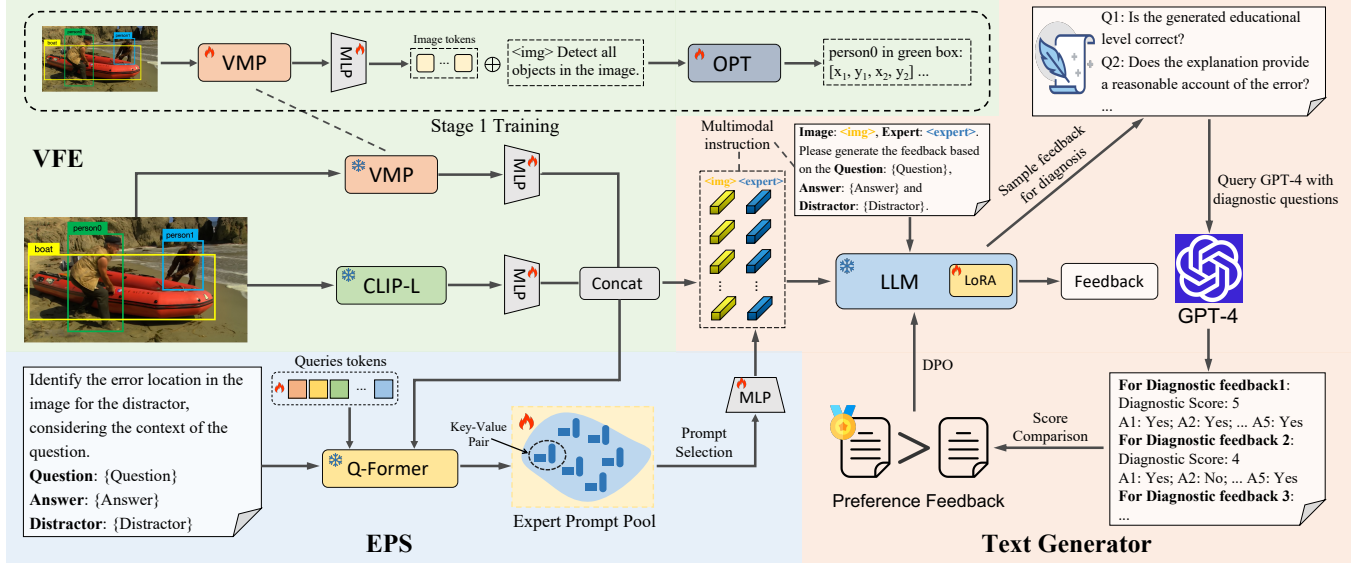 boat
person0
person1
VMP
MLP
Image tokens
...
⊕
<img> Detect all
objects in the image.
OPT
person0 in green box:
[x₁, y₁, x₂, y₂] ...
Stage 1 Training
VFE
VMP
MLP
boat
person0
person1
CLIP-L
MLP
Concat
Multimodal
instruction
<img> <expert>
Image: <img>, Expert: <expert>.
Please generate the feedback based
on the Question: {Question},
Answer: {Answer} and
Distractor: {Distractor}.
LLM
LoRA
Feedback
Sample feedback
for diagnosis
Q1: Is the generated educational
level correct?
Q2: Does the explanation provide
a reasonable account of the error?
...
Query GPT-4 with
diagnostic questions
GPT-4
Identify the error location in the
image for the distractor,
considering the context of the
question.
Question: {Question}
Answer: {Answer}
Distractor: {Distractor}
Queries tokens
...
Q-Former
Key-Value
Pair
Expert Prompt Pool
Prompt
Selection
MLP
EPS
DPO
>
Preference Feedback
Score
Comparison
For Diagnostic feedback1:
Diagnostic Score: 5
A1: Yes; A2: Yes; ... A5: Yes
For Diagnostic feedback 2:
Diagnostic Score: 4
A1: Yes; A2: No; ... A5: Yes
For Diagnostic feedback 3:
...
Text Generator